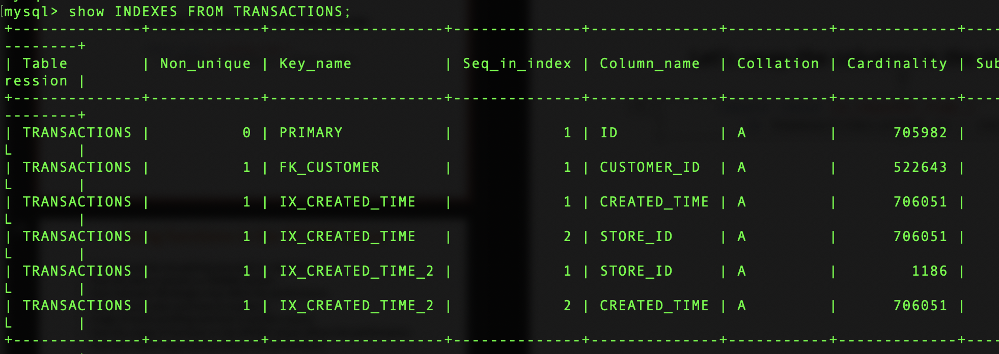 mysql> show INDEXES FROM TRANSACTIONS;
+--------------+------------+------------------+--------------+--------------+-----------+-------------+----
--------+
| Table        | Non_unique | Key_name         | Seq_in_index | Column_name  | Collation | Cardinality | Sub
ression |
+--------------+------------+------------------+--------------+--------------+-----------+-------------+----
--------+
| TRANSACTIONS |          0 | PRIMARY          |            1 | ID           | A         |      705982 |
L       |
| TRANSACTIONS |          1 | FK_CUSTOMER      |            1 | CUSTOMER_ID  | A         |      522643 |
L       |
| TRANSACTIONS |          1 | IX_CREATED_TIME  |            1 | CREATED_TIME | A         |      706051 |
L       |
| TRANSACTIONS |          1 | IX_CREATED_TIME  |            2 | STORE_ID     | A         |      706051 |
L       |
| TRANSACTIONS |          1 | IX_CREATED_TIME_2 |            1 | STORE_ID     | A         |        1186 |
L       |
| TRANSACTIONS |          1 | IX_CREATED_TIME_2 |            2 | CREATED_TIME | A         |      706051 |
L       |
+--------------+------------+------------------+--------------+--------------+-----------+-------------+----